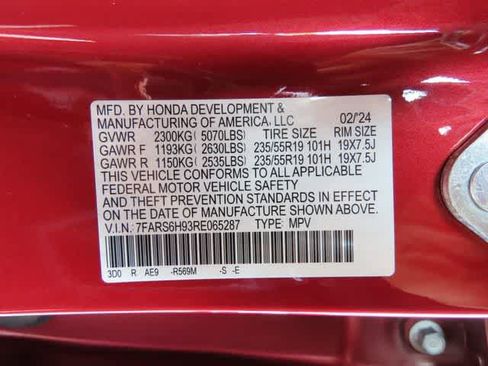 MFD. BY HONDA DEVELOPMENT &
MANUFACTURING OF AMERICA, LLC 02/24
GVWR 2300KG( 5070LBS) TIRE SIZE RIM SIZE
GAWR F 1193KG( 2630LBS) 235/55R19 101H 19X7.5J
GAWR R 1150KG( 2535LBS) 235/55R19 101H 19X7.5J
THIS VEHICLE CONFORMS TO ALL APPLICABLE
FEDERAL MOTOR VEHICLE SAFETY
AND THEFT PREVENTION STANDARDS IN EFFECT
ON THE DATE OF MANUFACTURE SHOWN ABOVE.
V.I.N.: 7FARS6H93RE065287 TYPE: MPV
3D0 R AE9 -R569M -S -E